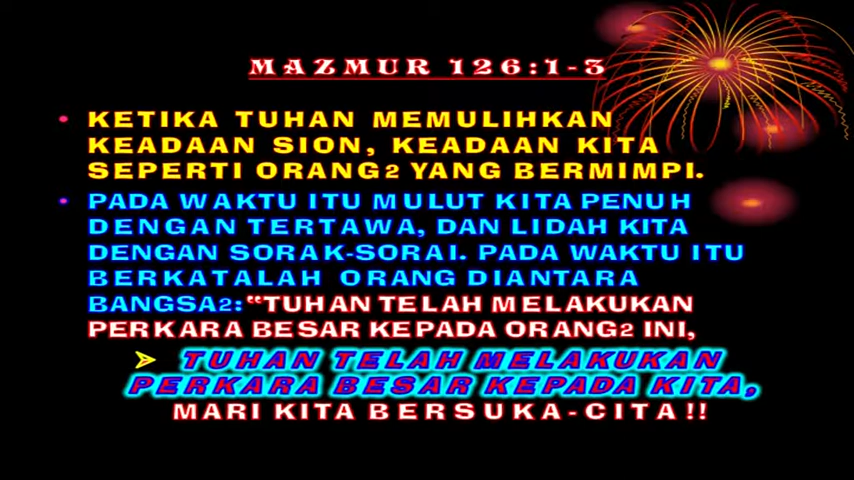 MAZMUR 126:1-3
• KETIKA TUHAN MEMULIHKAN
KEADAAN SION, KEADAAN KITA
SEPERTI ORANG2 YANG BERMIMPI.
• PADA WAKTU ITU MULUT KITA PENUH
DENGAN TERTAWA, DAN LIDAH KITA
DENGAN SORAK-SORAI. PADA WAKTU ITU
BERKATALAH ORANG DIANTARA
BANGSA2: "TUHAN TELAH MELAKUKAN
PERKARA BESAR KEPADA ORANG2 INI,
➢ TUHAN TELAH MELAKUKAN
PERKARA BESAR KEPADA KITA,
MARI KITA BERSUKA-CITA !!